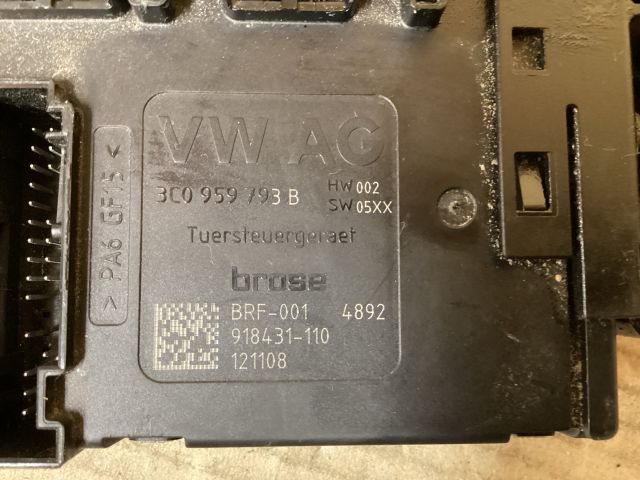 VW AG
3C0 959 793 B HW 002
SW 05XX
Tuersteuergeraet
brose
BRF-001 4892
918431-110
121108
> PA6 GF15 <